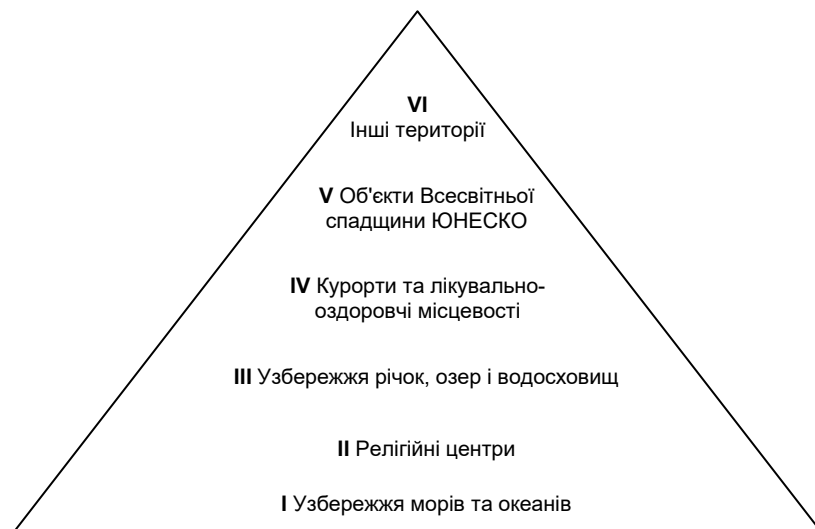 VI
Інші території
V Об'єкти Всесвітньої
спадщини ЮНЕСКО
IV Курорти та лікувально-
оздоровчі місцевості
III Узбережжя річок, озер і водосховищ
II Релігійні центри
I Узбережжя морів та океанів